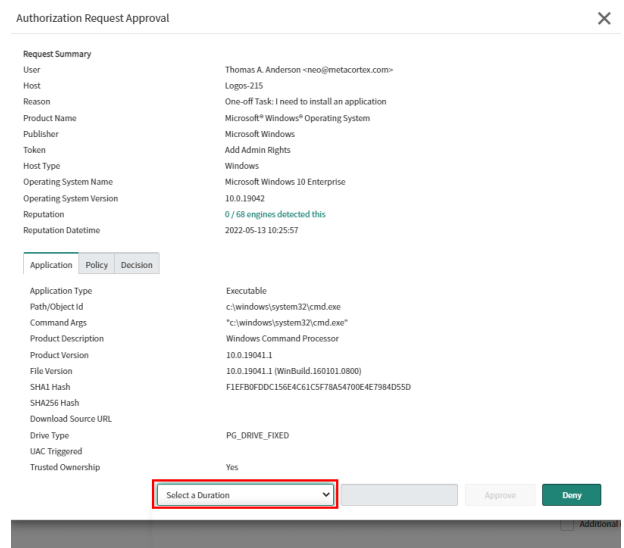 Authorization Request Approval
Request Summary
User Thomas A. Anderson <neo@metacortex.com>
Host Logos-215
Reason One-off Task: I need to install an application
Product Name Microsoft® Windows® Operating System
Publisher Microsoft Windows
Token Add Admin Rights
Host Type Windows
Operating System Name Microsoft Windows 10 Enterprise
Operating System Version 10.0.19042
Reputation 0 / 68 engines detected this
Reputation Datetime 2022-05-13 10:25:57
Application Policy Decision
Application Type Executable
Path/Object Id c:\windows\system32\cmd.exe
Command Args "c:\windows\system32\cmd.exe"
Product Description Windows Command Processor
Product Version 10.0.19041.1
File Version 10.0.19041.1 (WinBuild.160101.0800)
SHA1 Hash F1EFB0FDDC156E4C61C5F78A54700E4E7984D55D
SHA256 Hash
Download Source URL
Drive Type PG_DRIVE_FIXED
UAC Triggered
Trusted Ownership Yes
Select a Duration Approve Deny
Additional